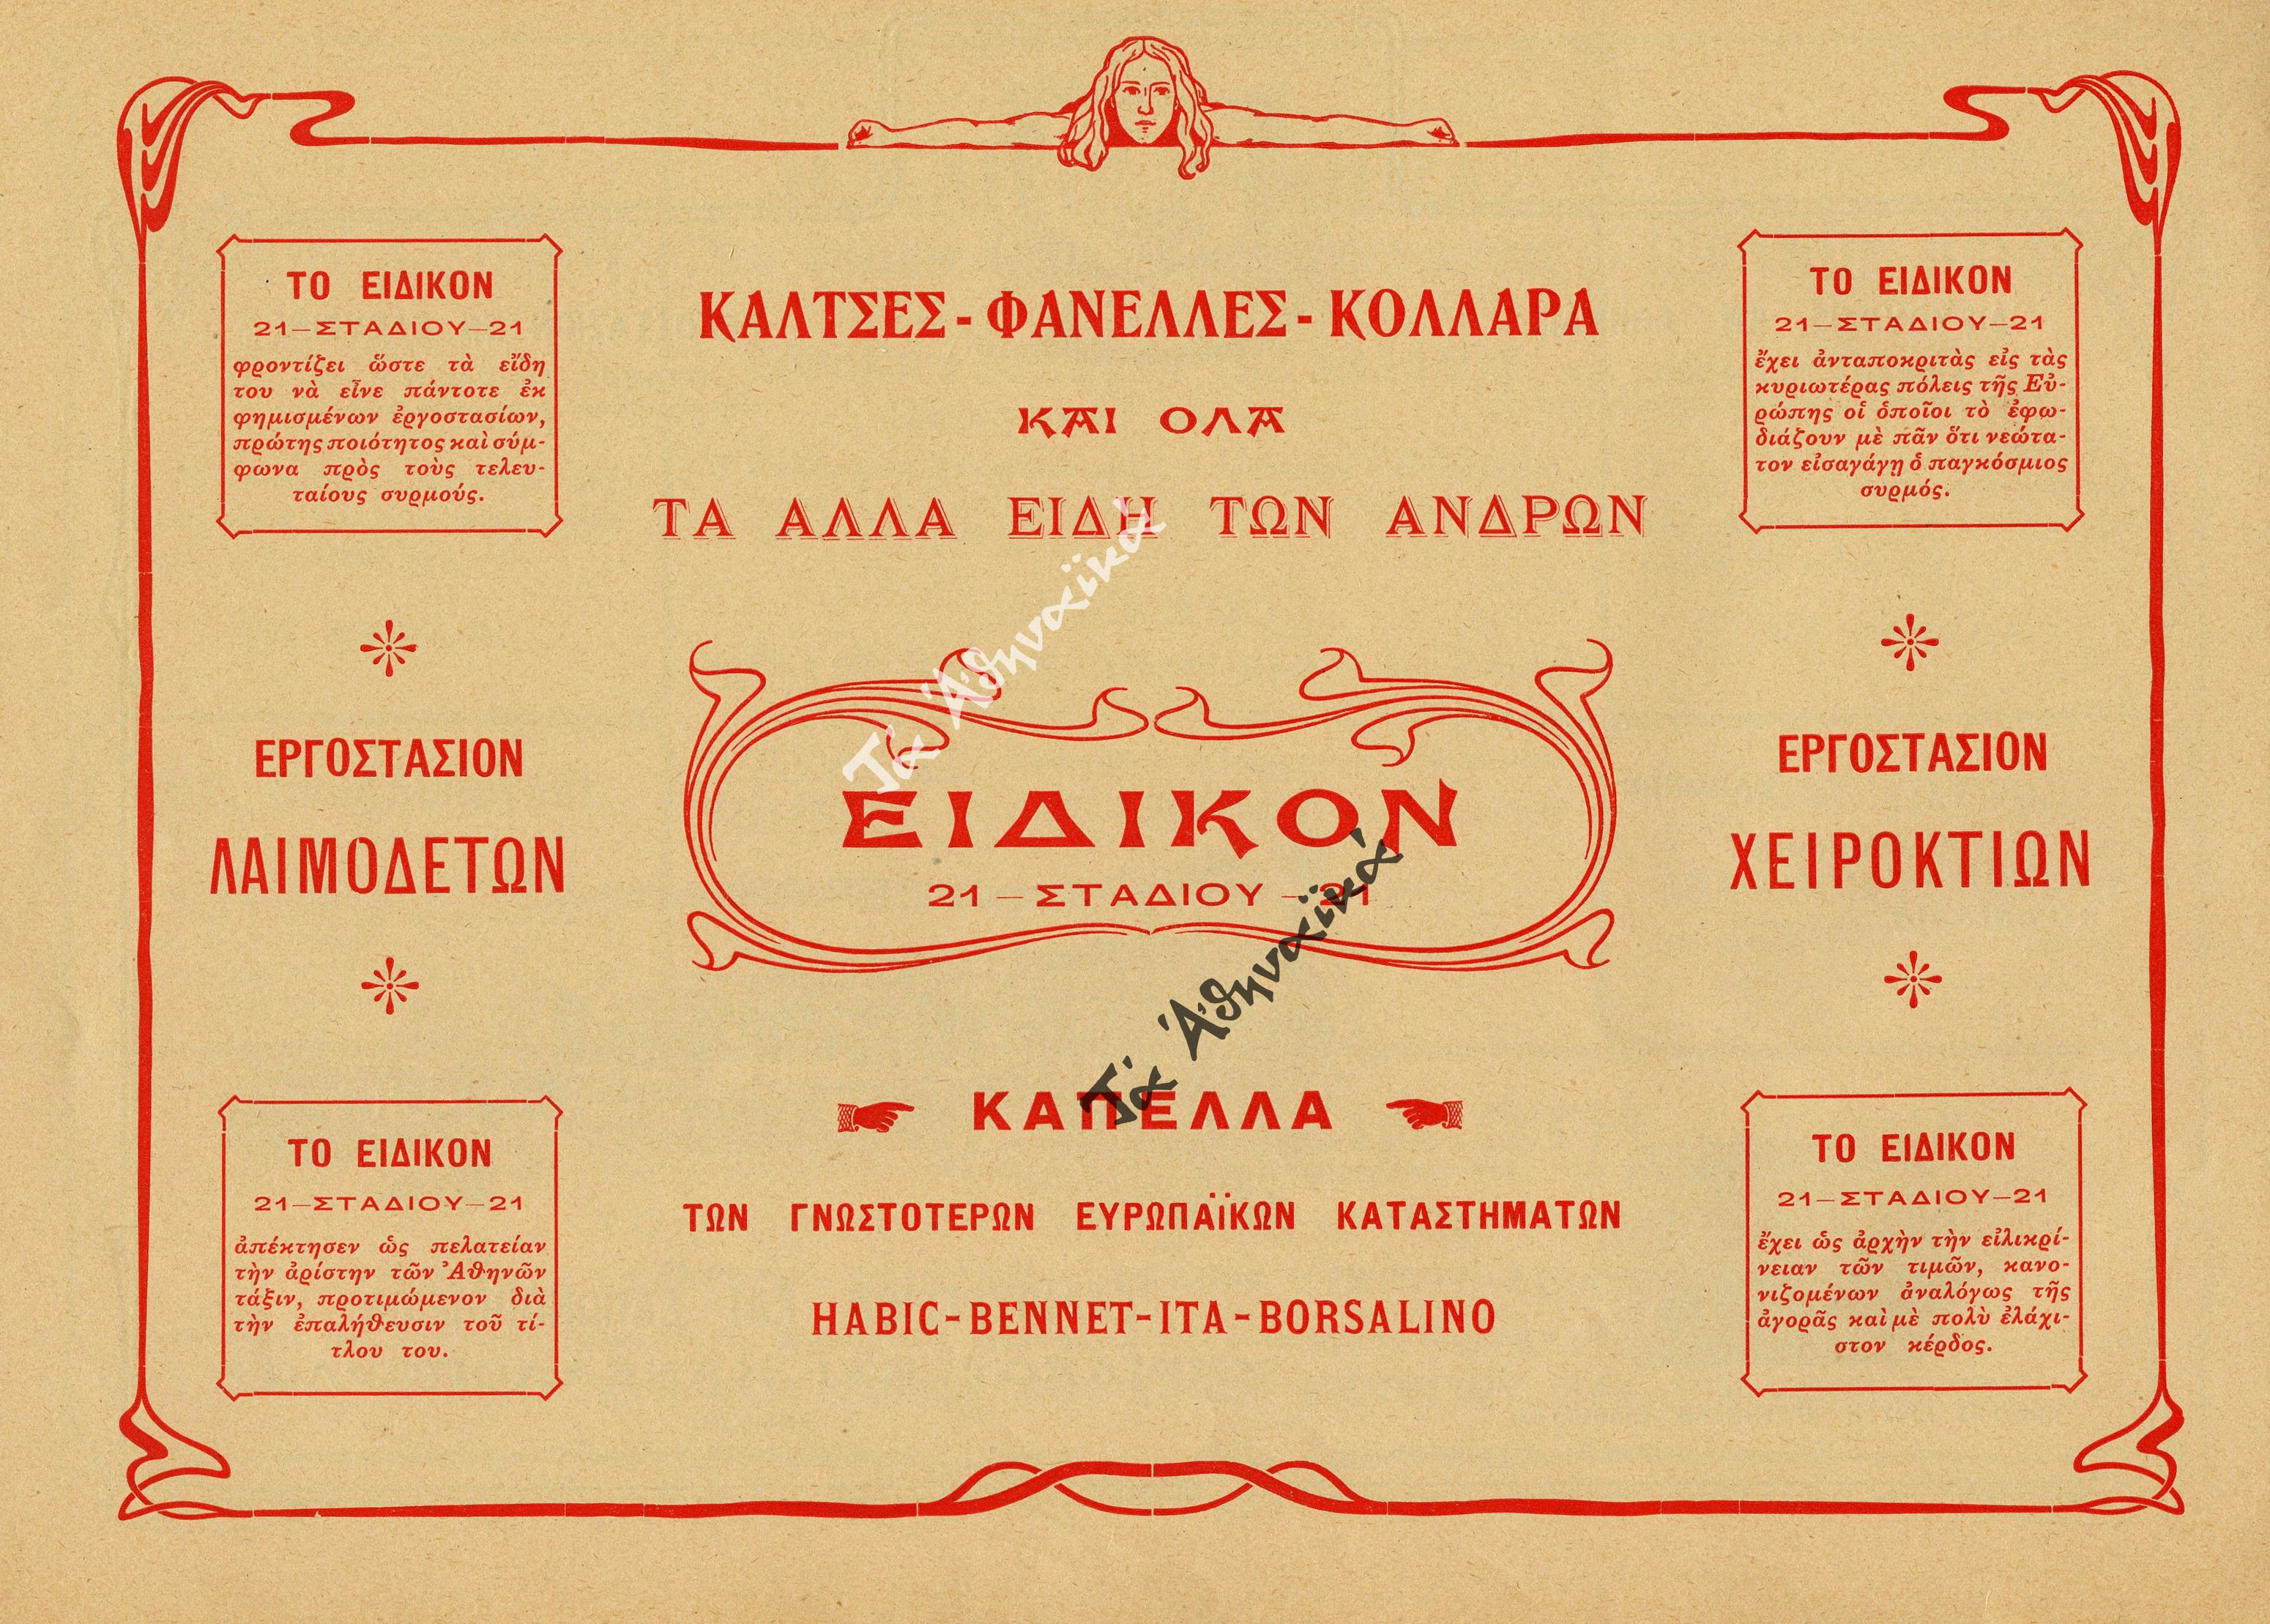 ΤΟ ΕΙΔΙΚΟΝ
21—ΣΤΑΔΙΟΥ—21
φροντίζει ὥστε τὰ εἴδη
του νὰ εἶνε πάντοτε ἐκ
φημισμένων ἐργοστασίων,
πρώτης ποιότητος καὶ σύμ-
φωνα πρὸς τοὺς τελευ-
ταίους συρμούς.
ΚΑΛΤΣΕΣ-ΦΑΝΕΛΛΕΣ-ΚΟΛΛΑΡΑ
ΚΑΙ ΟΛΑ
ΤΑ ΑΛΛΑ ΕΙΔΗ ΤΩΝ ΑΝΔΡΩΝ
ΤΟ ΕΙΔΙΚΟΝ
21—ΣΤΑΔΙΟΥ—21
ἔχει ἀνταποκριτὰς εἰς τὰς
κυριωτέρας πόλεις τῆς Εὐ-
ρώπης οἱ ὁποῖοι τὸ ἐφω-
διάζουν μὲ πᾶν ὅτι νεώτα-
τον εἰσαγάγῃ ὁ παγκόσμιος
συρμός.
ΕΡΓΟΣΤΑΣΙΟΝ
ΛΑΙΜΟΔΕΤΩΝ
Τὰ Ἀθηναϊκά
ΕΙΔΙΚΟΝ
21—ΣΤΑΔΙΟΥ—21
Τὰ Ἀθηναϊκά
ΕΡΓΟΣΤΑΣΙΟΝ
ΧΕΙΡΟΚΤΙΩΝ
ΤΟ ΕΙΔΙΚΟΝ
21—ΣΤΑΔΙΟΥ—21
ἀπέκτησεν ὡς πελατείαν
τὴν ἀρίστην τῶν Ἀθηνῶν
τάξιν, προτιμώμενον διὰ
τὴν ἐπαλήθευσιν τοῦ τί-
τλου του.
ΚΑΠΕΛΛΑ
ΤΩΝ ΓΝΩΣΤΟΤΕΡΩΝ ΕΥΡΩΠΑΪΚΩΝ ΚΑΤΑΣΤΗΜΑΤΩΝ
HABIC-BENNET-ITA-BORSALINO
ΤΟ ΕΙΔΙΚΟΝ
21—ΣΤΑΔΙΟΥ—21
ἔχει ὡς ἀρχὴν τὴν εἰλικρί-
νειαν τῶν τιμῶν, κανο-
νιζομένων ἀναλόγως τῆς
ἀγορᾶς καὶ μὲ πολὺ ἐλάχι-
στον κέρδος.